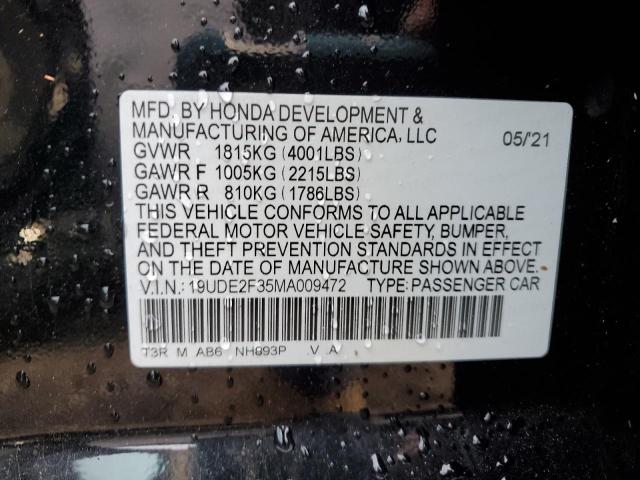 MFD. BY HONDA DEVELOPMENT &
MANUFACTURING OF AMERICA, LLC 05/'21
GVWR 1815KG (4001LBS)
GAWR F 1005KG (2215LBS)
GAWR R 810KG (1786LBS)
THIS VEHICLE CONFORMS TO ALL APPLICABLE
FEDERAL MOTOR VEHICLE SAFETY, BUMPER,
AND THEFT PREVENTION STANDARDS IN EFFECT
ON THE DATE OF MANUFACTURE SHOWN ABOVE.
V.I.N.: 19UDE2F35MA009472 TYPE: PASSENGER CAR
T3R M AB6 NH893P .V A